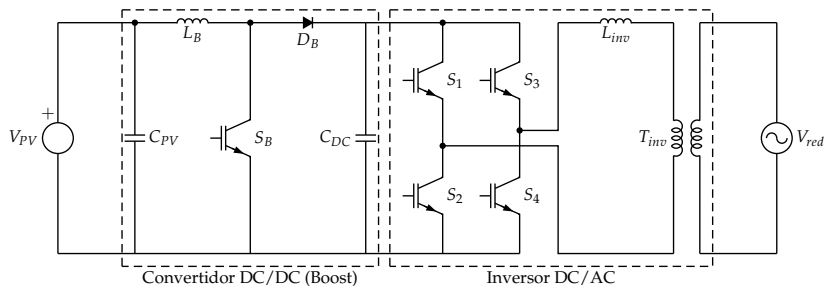 L_B
D_B
L_inv
S_1
S_3
+
V_PV
C_PV
S_B
C_DC
T_inv
V_red
S_2
S_4
Convertidor DC/DC (Boost)
Inversor DC/AC